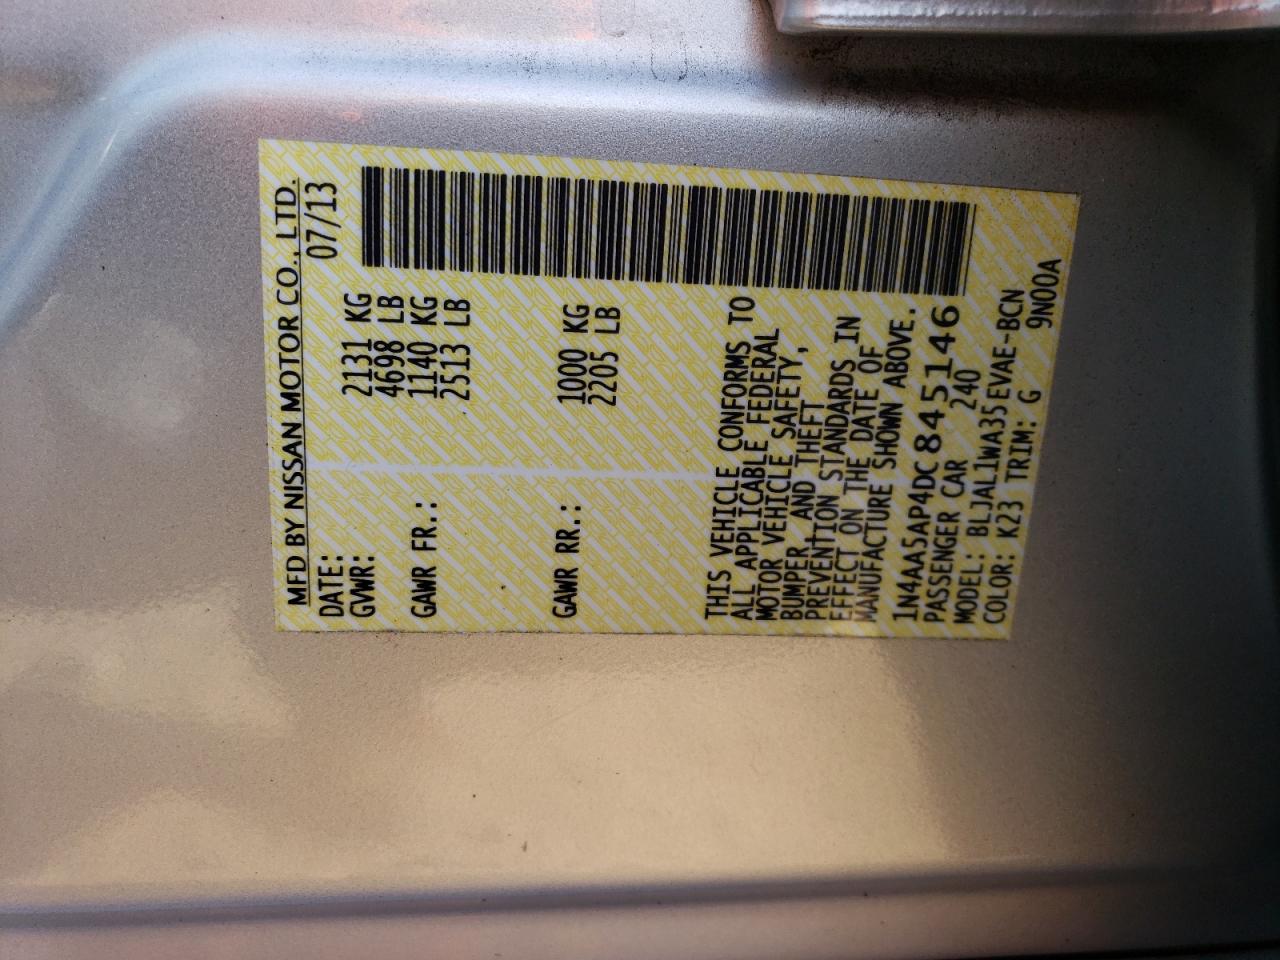 MFD BY NISSAN MOTOR CO., LTD.
DATE: 07/13
GVWR: 2131 KG
4698 LB
GAWR FR.: 1140 KG
2513 LB
GAWR RR.: 1000 KG
2205 LB
THIS VEHICLE CONFORMS TO
ALL APPLICABLE FEDERAL
MOTOR VEHICLE SAFETY,
BUMPER, AND THEFT
PREVENTION STANDARDS IN
EFFECT ON THE DATE OF
MANUFACTURE SHOWN ABOVE.
1N4AA5AP4DC845146
PASSENGER CAR 240
MODEL: BLJAL1WA35EVAE-BCN
COLOR: K23 TRIM: G 9N00A